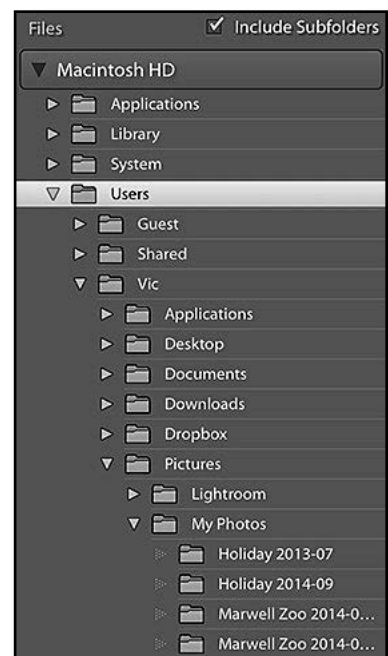 Files Include Subfolders
Macintosh HD
Applications
Library
System
Users
Guest
Shared
Vic
Applications
Desktop
Documents
Downloads
Dropbox
Pictures
Lightroom
My Photos
Holiday 2013-07
Holiday 2014-09
Marwell Zoo 2014-0...
Marwell Zoo 2014-0...